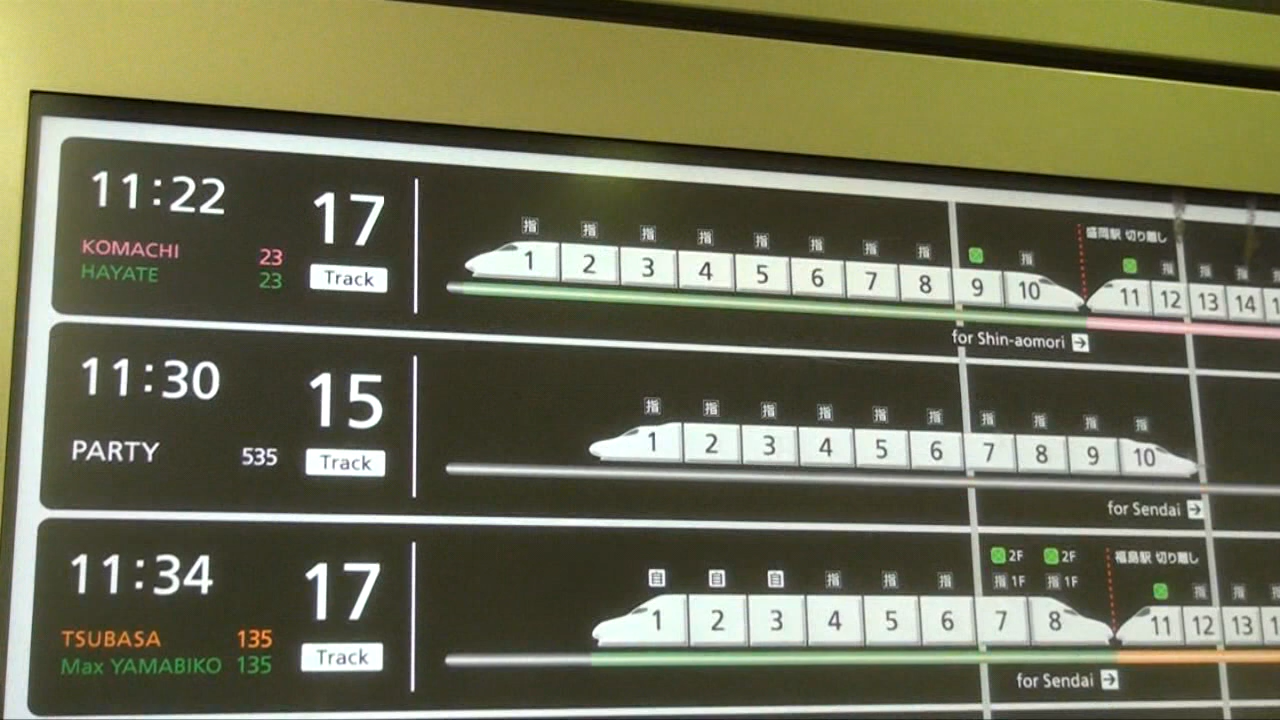 11:22
17
KOMACHI 23
HAYATE 23
Track
指 指 指 指 指 指 指 指 指
盛岡駅 切り離し
指 指 指
1 2 3 4 5 6 7 8 9 10 11 12 13 14 1
for Shin-aomori
11:30
15
PARTY 535
Track
指 指 指 指 指 指 指 指 指 指
1 2 3 4 5 6 7 8 9 10
for Sendai
11:34
17
TSUBASA 135
Max YAMABIKO 135
Track
2F 2F
福島駅 切り離し
自 自 自 指 指 指 指 1F 指 1F
指 指
1 2 3 4 5 6 7 8 11 12 13 1
for Sendai